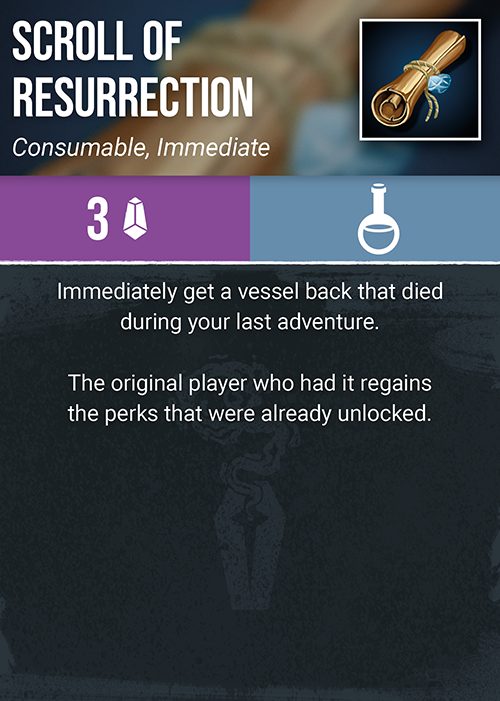 SCROLL OF
RESURRECTION
Consumable, Immediate
3
Immediately get a vessel back that died
during your last adventure.
The original player who had it regains
the perks that were already unlocked.